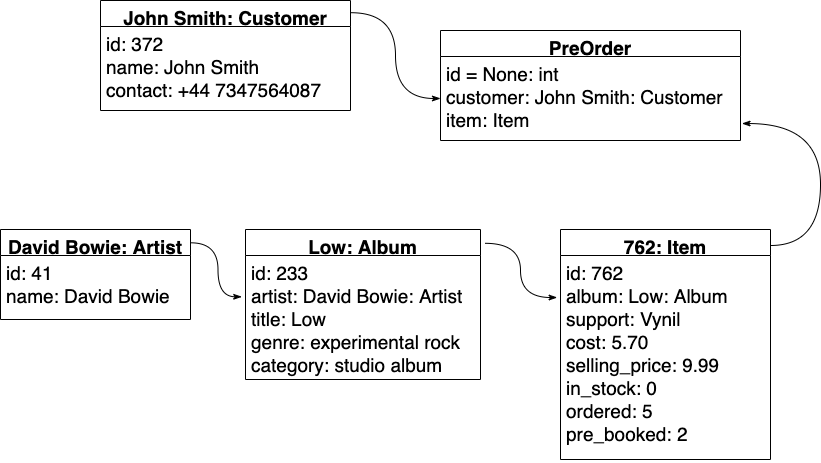 John Smith: Customer
id: 372
name: John Smith
contact: +44 7347564087
PreOrder
id = None: int
customer: John Smith: Customer
item: Item
David Bowie: Artist
id: 41
name: David Bowie
Low: Album
id: 233
artist: David Bowie: Artist
title: Low
genre: experimental rock
category: studio album
762: Item
id: 762
album: Low: Album
support: Vynil
cost: 5.70
selling_price: 9.99
in_stock: 0
ordered: 5
pre_booked: 2